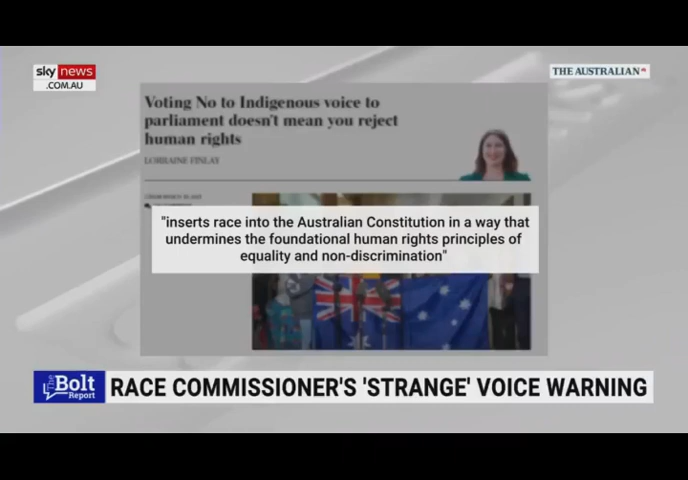 sky news
.COM.AU
THE AUSTRALIAN
Voting No to Indigenous voice to
parliament doesn't mean you reject
human rights
LORRAINE FINLAY
"inserts race into the Australian Constitution in a way that
undermines the foundational human rights principles of
equality and non-discrimination"
The Bolt Report
RACE COMMISSIONER'S 'STRANGE' VOICE WARNING